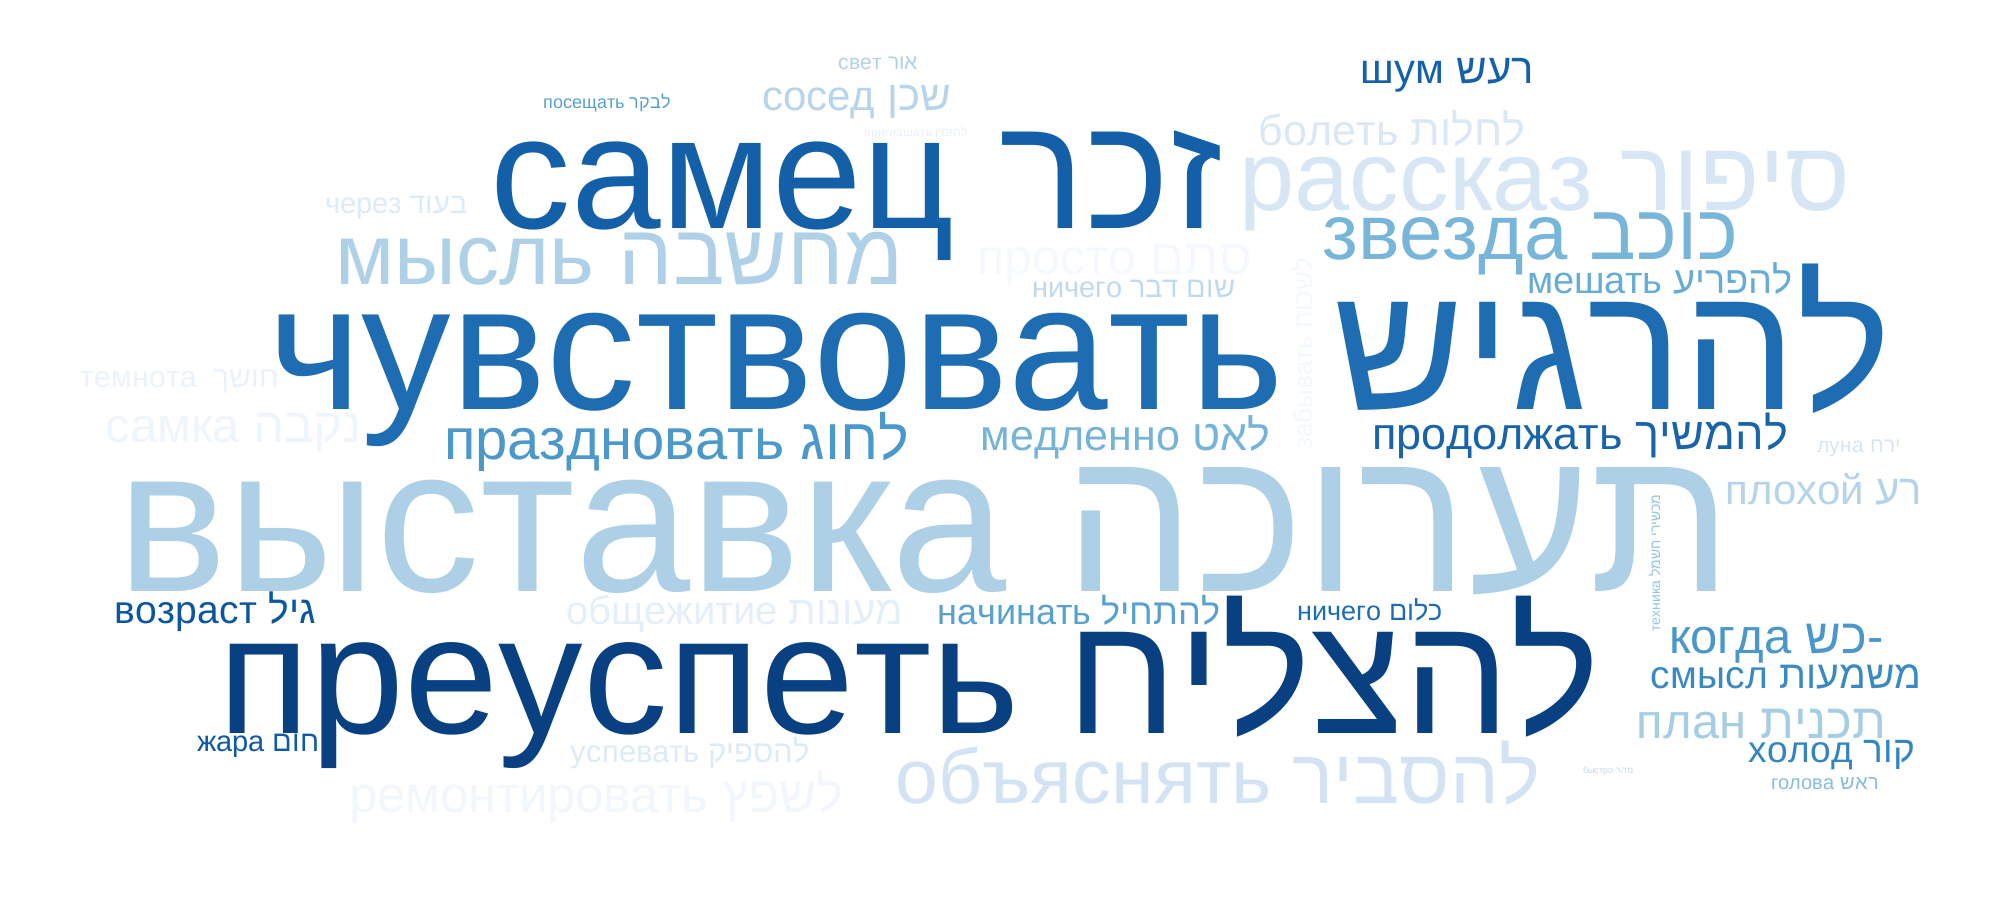 свет אור
шум רעש
сосед שכן
посещать לבקר
приглашать להזמין
болеть לחלות
самец זכר
рассказ סיפור
через בעוד
звезда כוכב
мысль מחשבה
просто סתם
мешать להפריע
ничего שום דבר
забывать לשכוח
чувствовать להרגיש
темнота חושך
самка נקבה
праздновать לחוג
медленно לאט
продолжать להמשיך
луна ירח
плохой רע
выставка תערוכה
техника מכשירי חשמל
возраст גיל
общежитие מעונות
начинать להתחיל
ничего כלום
когда כש-
смысл משמעות
преуспеть להצליח
план תכנית
жара חום
успевать להספיק
холод קור
объяснять להסביר
быстро מהר
голова ראש
ремонтировать לשפץ